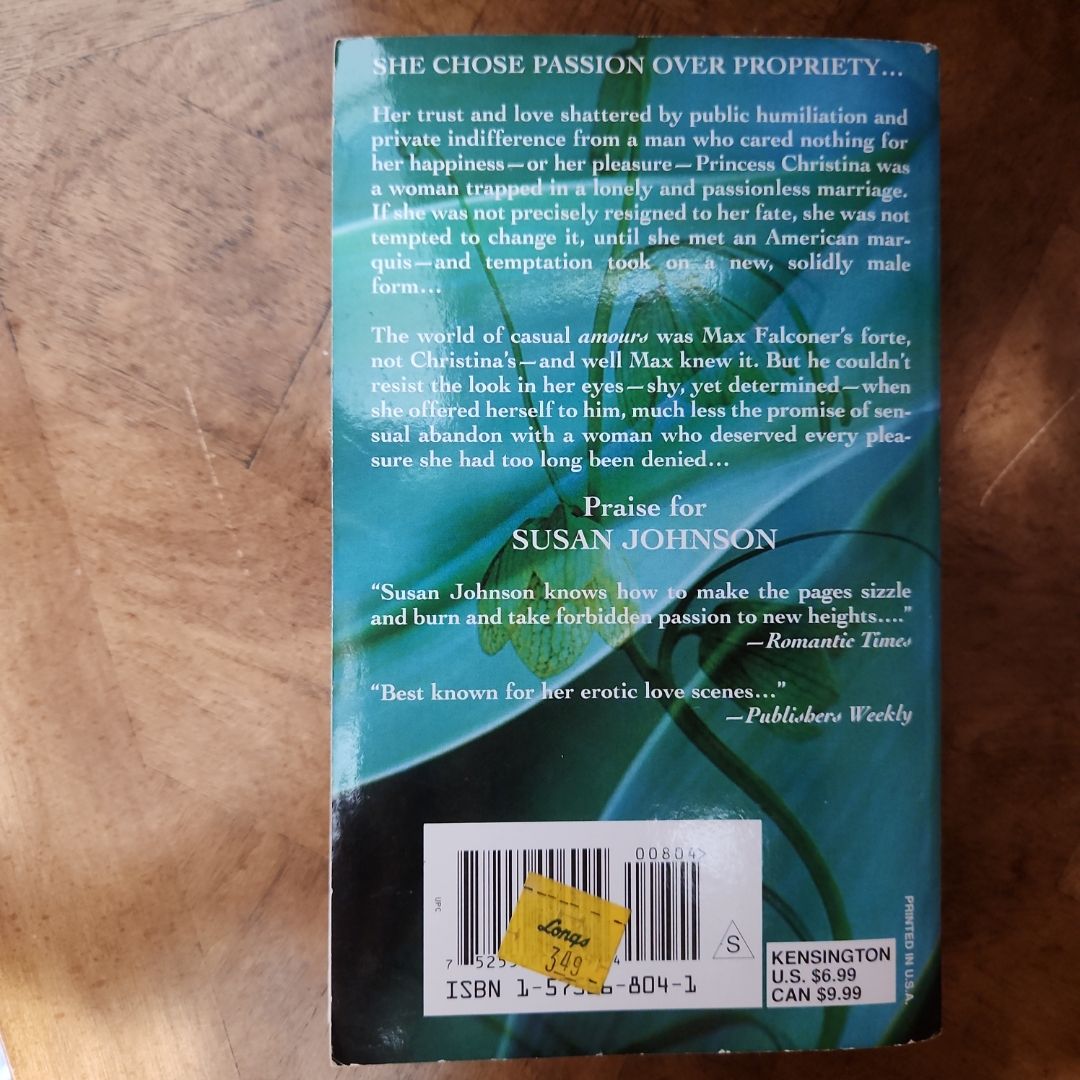 SHE CHOSE PASSION OVER PROPRIETY...
Her trust and love shattered by public humiliation and
private indifference from a man who cared nothing for
her happiness—or her pleasure—Princess Christina was
a woman trapped in a lonely and passionless marriage.
If she was not precisely resigned to her fate, she was not
tempted to change it, until she met an American mar-
quis—and temptation took on a new, solidly male
form...
The world of casual amours was Max Falconer's forte,
not Christina's—and well Max knew it. But he couldn't
resist the look in her eyes—shy, yet determined—when
she offered herself to him, much less the promise of sen-
sual abandon with a woman who deserved every plea-
sure she had too long been denied...
Praise for
SUSAN JOHNSON
“Susan Johnson knows how to make the pages sizzle
and burn and take forbidden passion to new heights....”
—Romantic Times
“Best known for her erotic love scenes...”
—Publishers Weekly
00804>
UPC
Longs
349
7
ISBN
S
KENSINGTON
U.S. $6.99
CAN $9.99
PRINTED IN U.S.A.